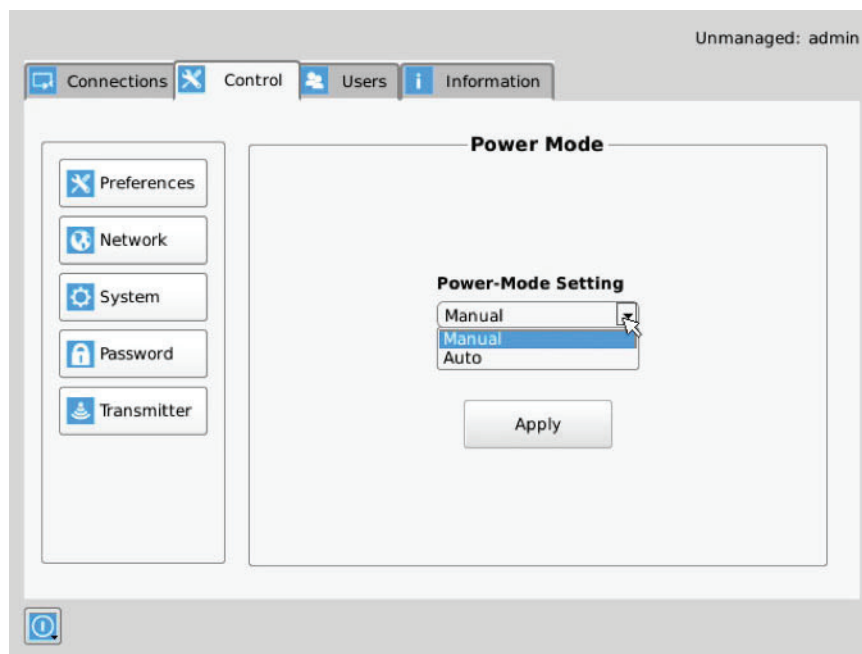 Unmanaged: admin
Connections Control Users Information
Power Mode
Preferences
Network
System
Password
Transmitter
Power-Mode Setting
Manual
Manual
Auto
Apply